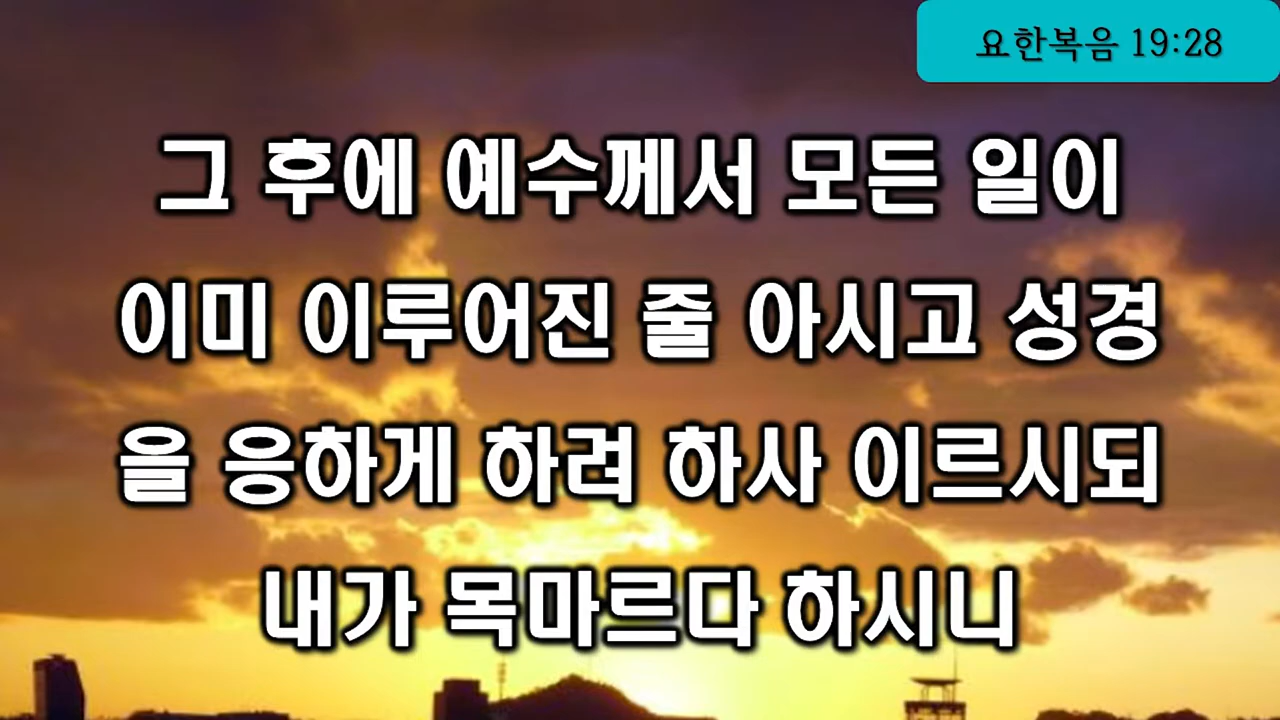 요한복음 19:28
그 후에 예수께서 모든 일이
이미 이루어진 줄 아시고 성경
을 응하게 하려 하사 이르시되
내가 목마르다 하시니